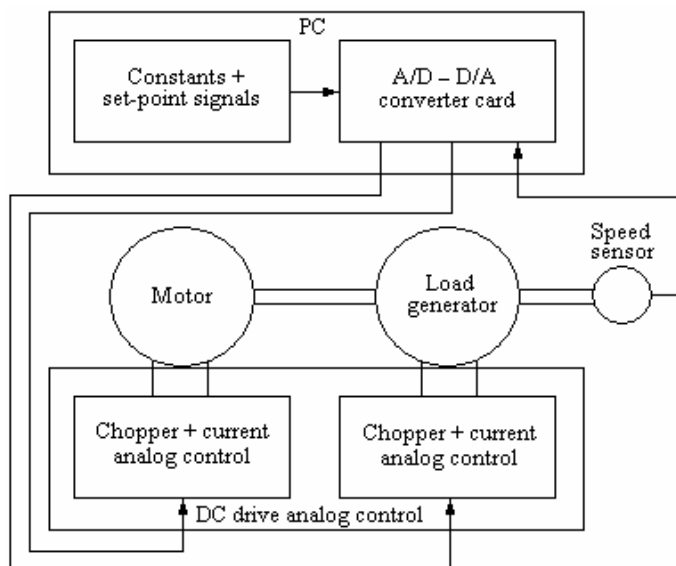 PC
Constants +
set-point signals
A/D – D/A
converter card
Speed
sensor
Motor
Load
generator
Chopper + current
analog control
Chopper + current
analog control
DC drive analog control